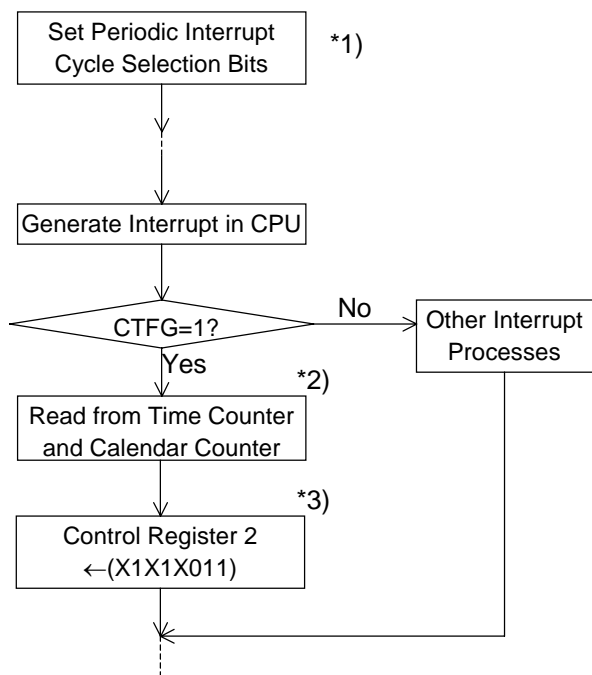 Set Periodic Interrupt
Cycle Selection Bits
*1)
Generate Interrupt in CPU
CTFG=1?
No
Other Interrupt
Processes
Yes
*2)
Read from Time Counter
and Calendar Counter
*3)
Control Register 2
←(X1X1X011)